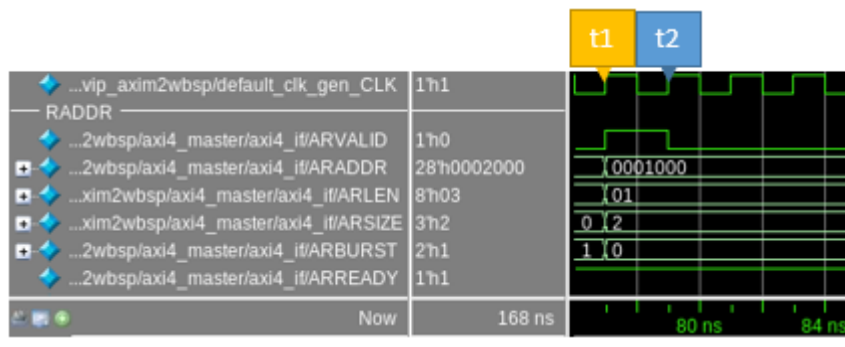 t1 t2
...vip_axim2wbsp/default_clk_gen_CLK 1'h1
RADDR
...2wbsp/axi4_master/axi4_if/ARVALID 1'h0
...2wbsp/axi4_master/axi4_if/ARADDR 28'h0002000 0001000
...xim2wbsp/axi4_master/axi4_if/ARLEN 8'h03 01
...xim2wbsp/axi4_master/axi4_if/ARSIZE 3'h2 0 2
...2wbsp/axi4_master/axi4_if/ARBURST 2'h1 1 0
...2wbsp/axi4_master/axi4_if/ARREADY 1'h1
Now 168 ns 80 ns 84 ns